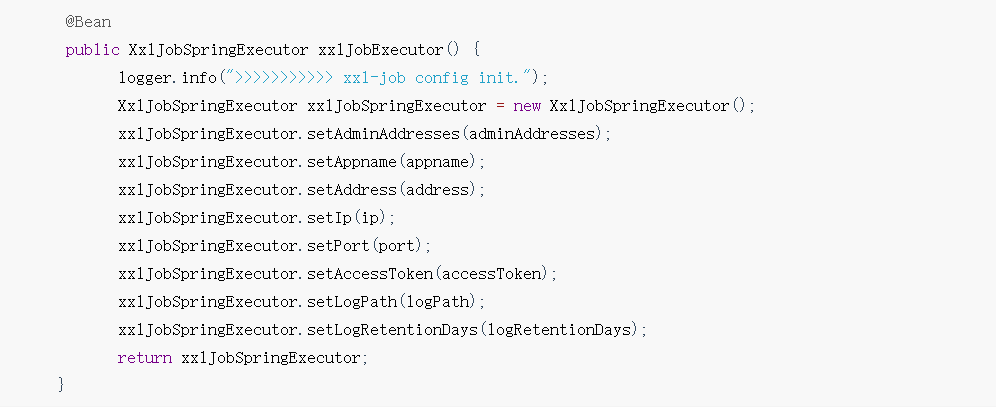 @Bean
public XxlJobSpringExecutor xxlJobExecutor() {
logger.info(">>>>>>>>>>> xxl-job config init.");
XxlJobSpringExecutor xxlJobSpringExecutor = new XxlJobSpringExecutor();
xxlJobSpringExecutor.setAdminAddresses(adminAddresses);
xxlJobSpringExecutor.setAppname(appname);
xxlJobSpringExecutor.setAddress(address);
xxlJobSpringExecutor.setIp(ip);
xxlJobSpringExecutor.setPort(port);
xxlJobSpringExecutor.setAccessToken(accessToken);
xxlJobSpringExecutor.setLogPath(logPath);
xxlJobSpringExecutor.setLogRetentionDays(logRetentionDays);
return xxlJobSpringExecutor;
}